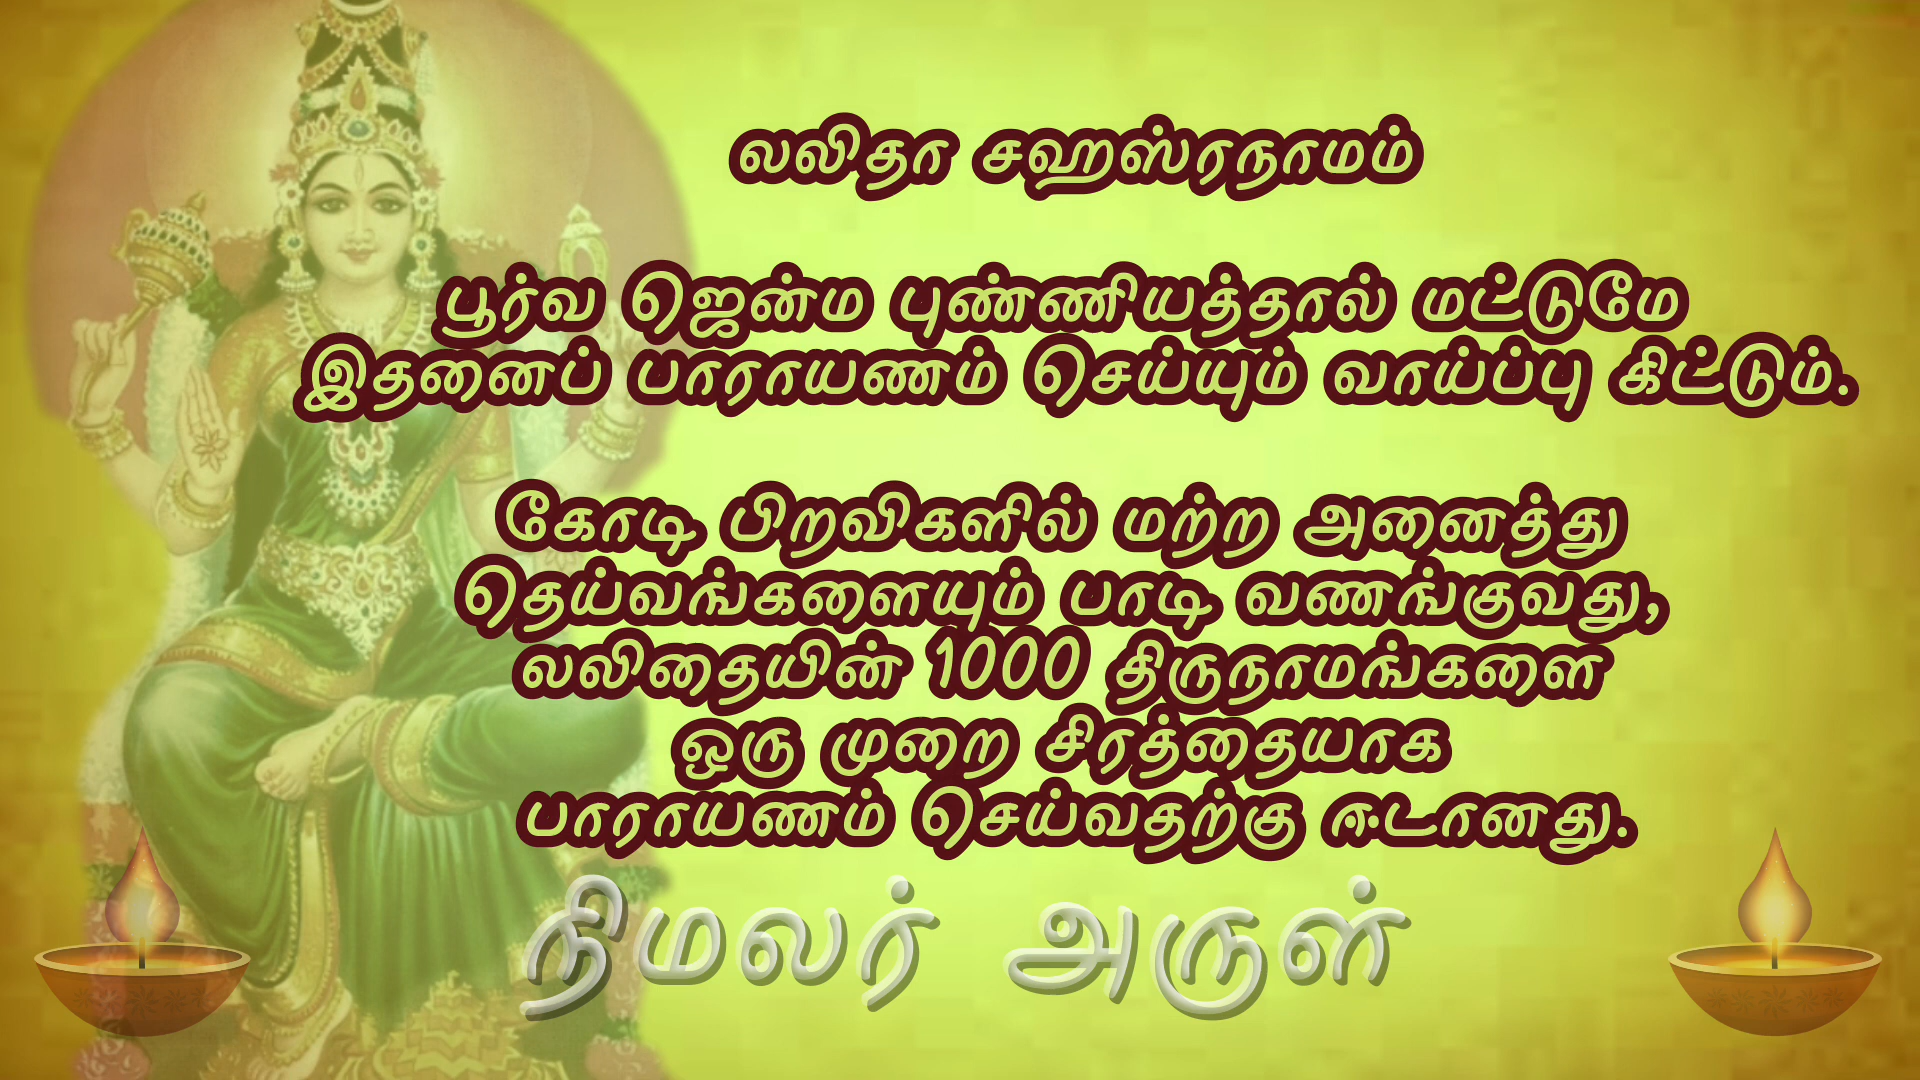 லலிதா சஹஸ்ரநாமம்
பூர்வ ஜென்ம புண்ணியத்தால் மட்டுமே
இதனைப் பாராயணம் செய்யும் வாய்ப்பு கிட்டும்.
கோடி பிறவிகளில் மற்ற அனைத்து
தெய்வங்களையும் பாடி வணங்குவது,
லலிதையின் 1000 திருநாமங்களை
ஒரு முறை சிரத்தையாக
பாராயணம் செய்வதற்கு ஈடானது.
நிமலர் அருள்